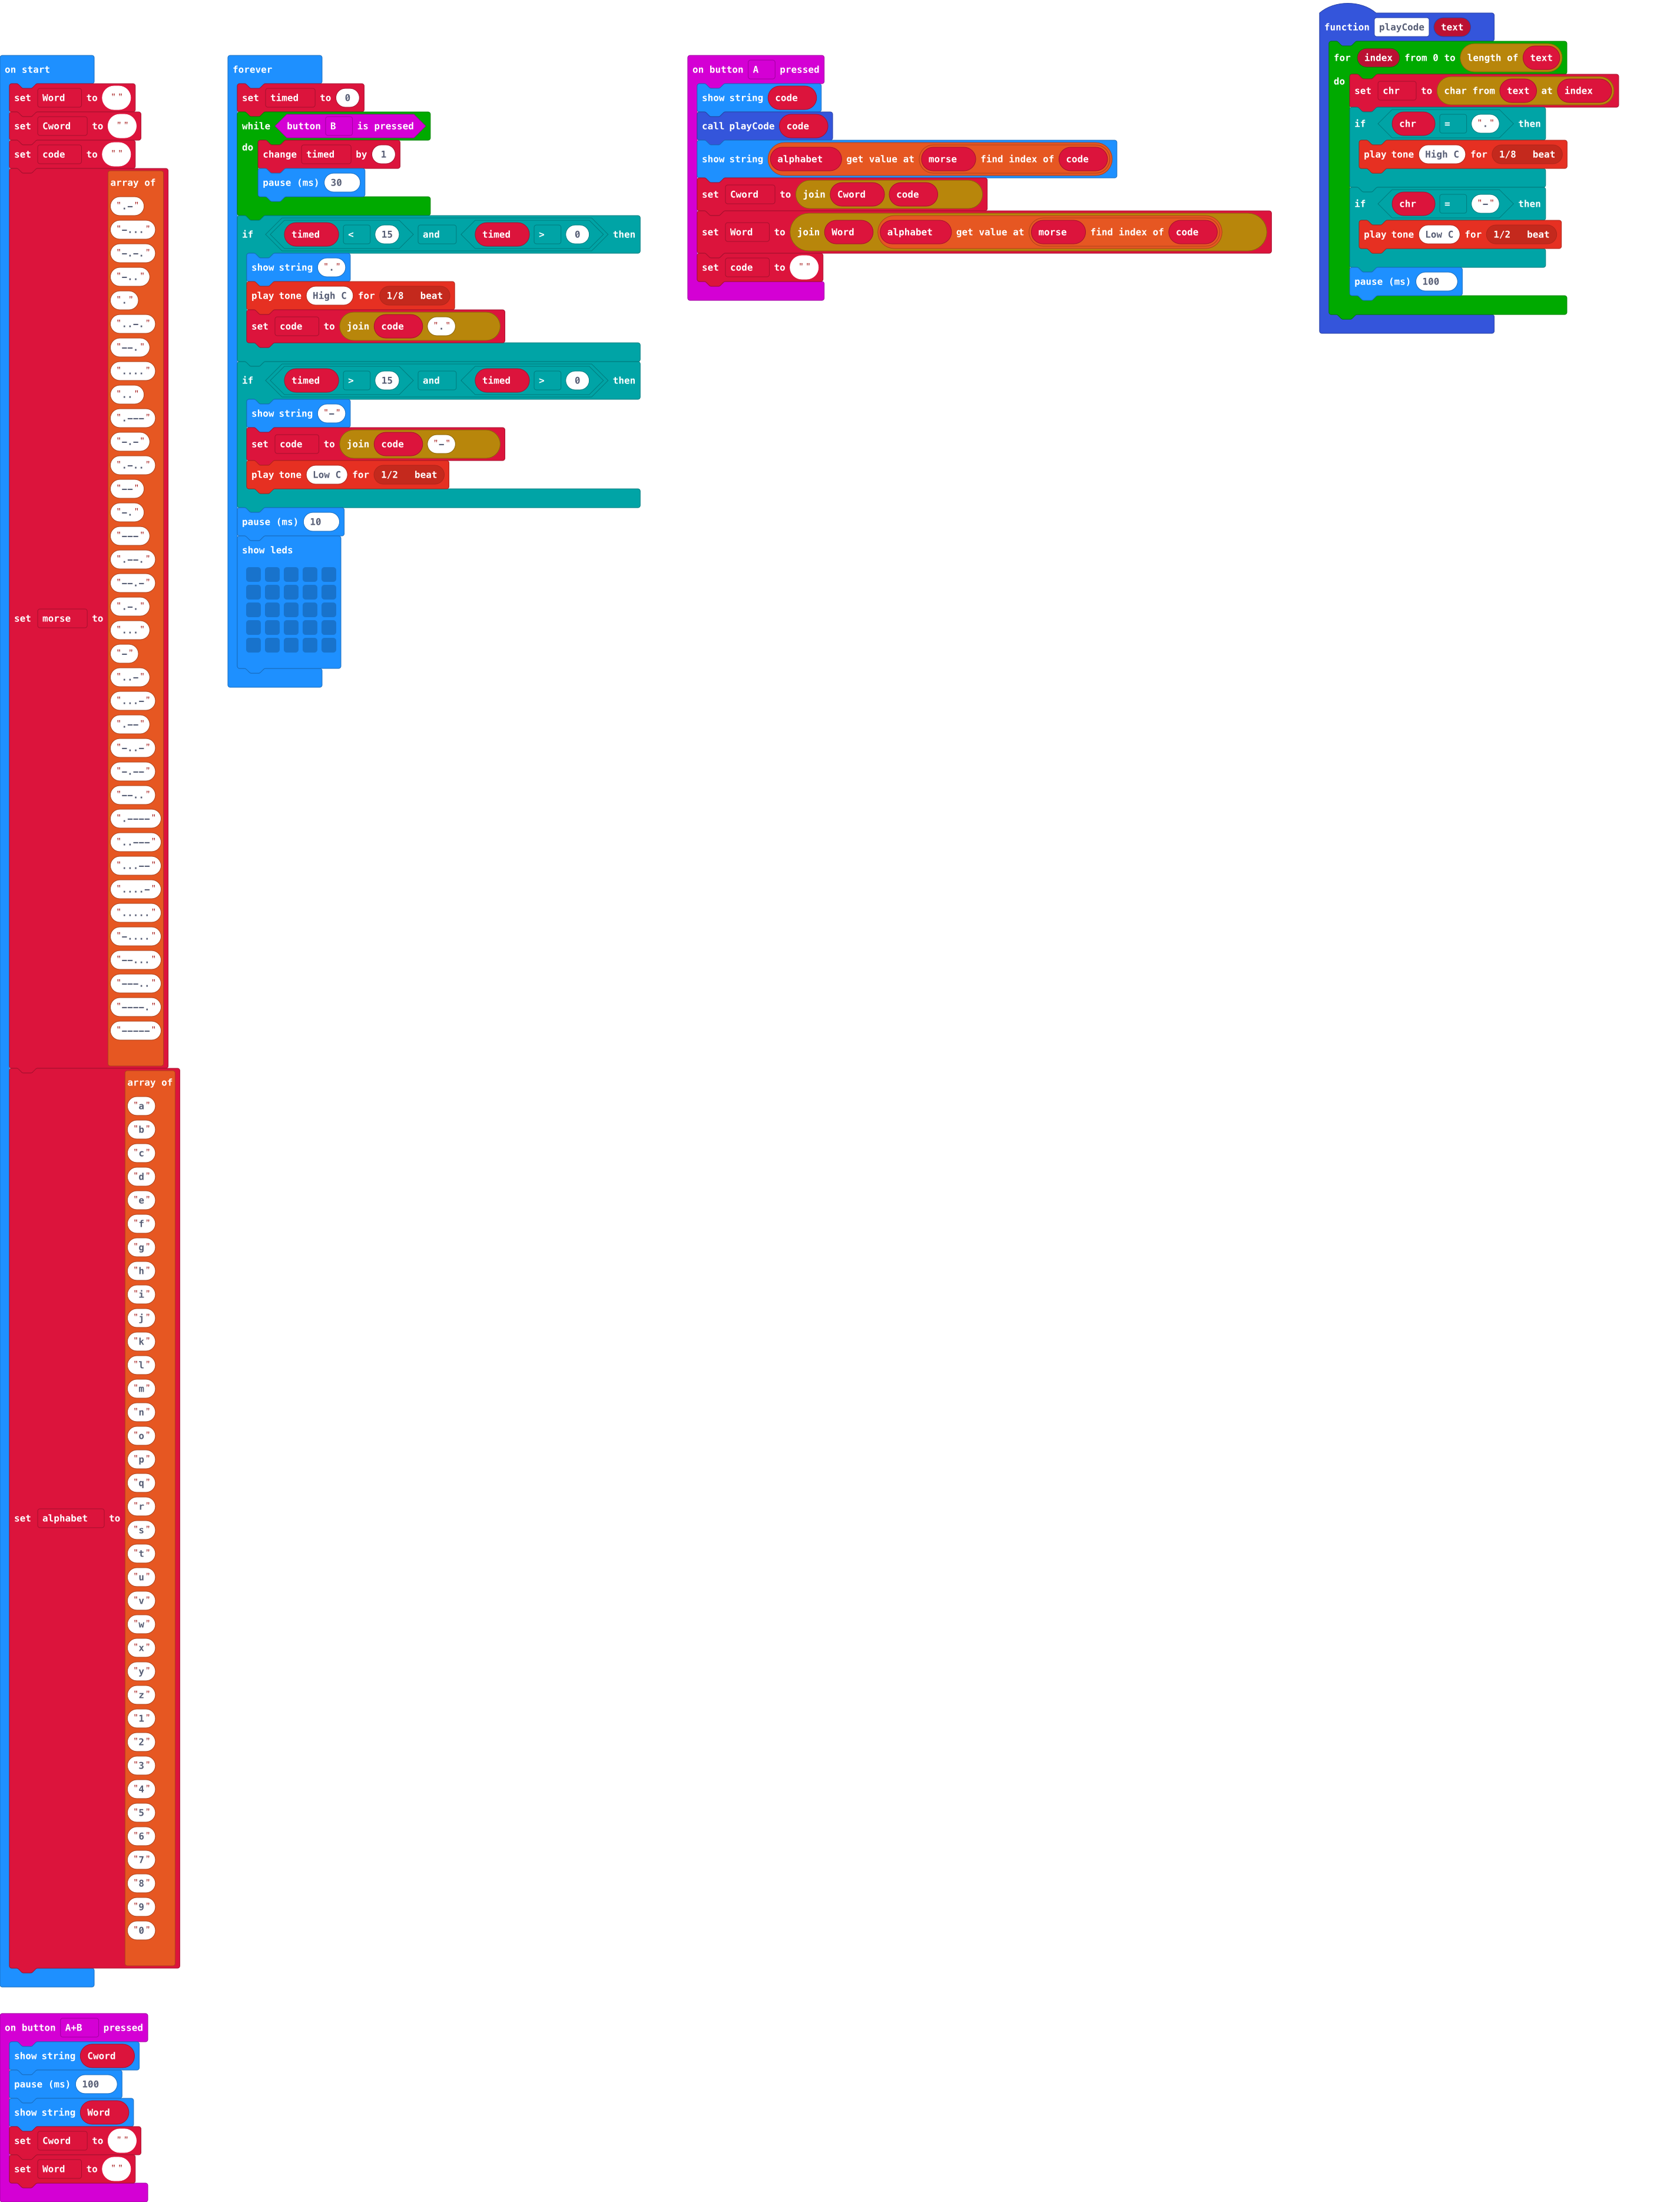 on start
set Word to ""
set Cword to ""
set code to ""
set morse to array of
".-"
"-..."
"-.-."
"-.."
"."
"..-."
"--."
"...."
".."
".---"
"-.-"
".-.."
"--"
"-."
"---"
".--."
"--.-"
".-."
"..."
"-"
"..-"
"...-"
".--"
"-..-"
"-.--"
"--.."
".----"
"..---"
"...--"
"....-"
"....."
"-...."
"--..."
"---.."
"----."
"-----"
set alphabet to array of
"a"
"b"
"c"
"d"
"e"
"f"
"g"
"h"
"i"
"j"
"k"
"l"
"m"
"n"
"o"
"p"
"q"
"r"
"s"
"t"
"u"
"v"
"w"
"x"
"y"
"z"
"1"
"2"
"3"
"4"
"5"
"6"
"7"
"8"
"9"
"0"
forever
set timed to 0
while button B is pressed
do change timed by 1
pause (ms) 30
if timed < 15 and timed > 0 then
show string "."
play tone High C for 1/8 beat
set code to join code "."
if timed > 15 and timed > 0 then
show string "-"
set code to join code "-"
play tone Low C for 1/2 beat
pause (ms) 10
show leds
on button A pressed
show string code
call playCode code
show string alphabet get value at morse find index of code
set Cword to join Cword code
set Word to join Word alphabet get value at morse find index of code
set code to ""
function playCode text
for index from 0 to length of text
do set chr to char from text at index
if chr = "." then
play tone High C for 1/8 beat
if chr = "-" then
play tone Low C for 1/2 beat
pause (ms) 100
on button A+B pressed
show string Cword
pause (ms) 100
show string Word
set Cword to ""
set Word to ""